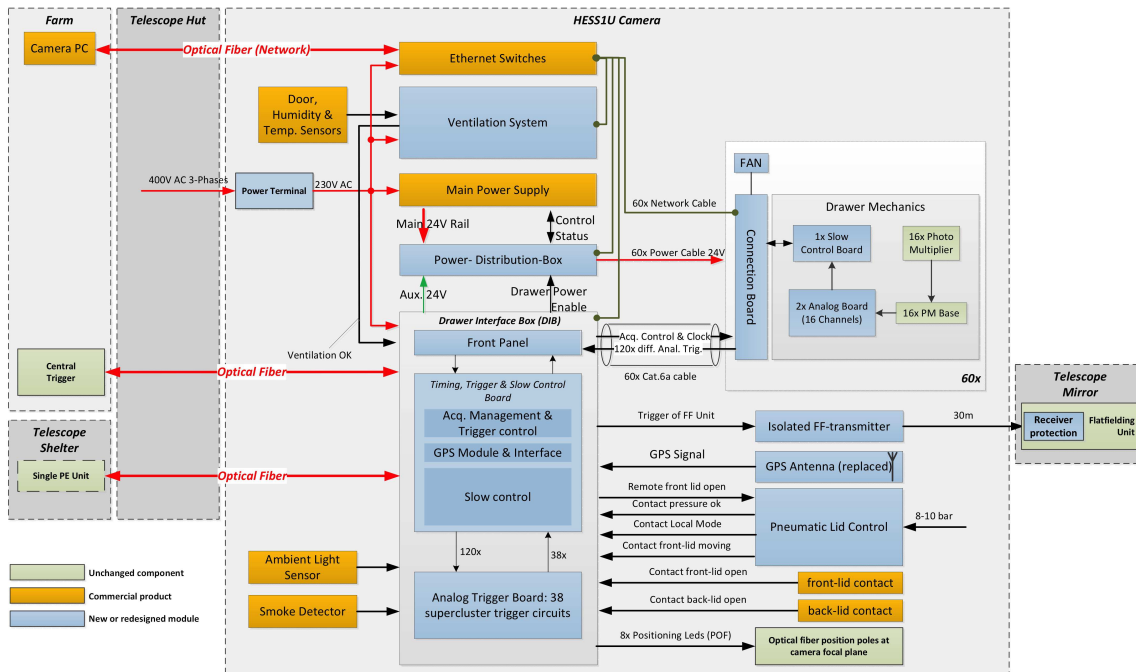 Farm
Telescope Hut
HESS1U Camera
Camera PC
Optical Fiber (Network)
Ethernet Switches
Door,
Humidity &
Temp. Sensors
Ventilation System
400V AC 3-Phases
Power Terminal
230V AC
Main Power Supply
60x Network Cable
Main 24V Rail
Control
Status
Power- Distribution-Box
60x Power Cable 24V
Aux. 24V
Drawer Power
Enable
FAN
Connection Board
Drawer Mechanics
1x Slow
Control Board
16x Photo
Multiplier
2x Analog Board
(16 Channels)
16x PM Base
60x
Drawer Interface Box (DIB)
Front Panel
Acq. Control & Clock
120x diff. Anal. Trig.
60x Cat.6a cable
Ventilation OK
Central
Trigger
Optical Fiber
Timing, Trigger & Slow Control
Board
Acq. Management &
Trigger control
GPS Module & Interface
Slow control
Telescope
Shelter
Single PE Unit
Optical Fiber
Trigger of FF Unit
Isolated FF-transmitter
30m
Telescope
Mirror
Receiver
protection
Flatfielding
Unit
GPS Signal
GPS Antenna (replaced)
Remote front lid open
Contact pressure ok
Contact Local Mode
Contact front-lid moving
Pneumatic Lid Control
8-10 bar
120x
38x
Ambient Light
Sensor
Smoke Detector
Analog Trigger Board: 38
supercluster trigger circuits
Contact front-lid open
front-lid contact
Contact back-lid open
back-lid contact
8x Positioning Leds (POF)
Optical fiber position poles at
camera focal plane
Unchanged component
Commercial product
New or redesigned module